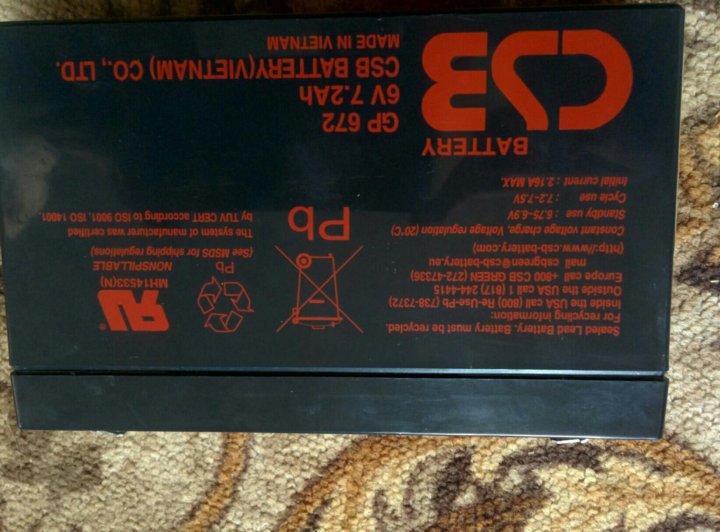 Sealed Lead Battery. Battery must be recycled.
For recycling information:
Inside the USA call (800) Re-Use-Pb (738-7372)
Outside the USA call 1 (817) 244-4415
Europe call +800 CSB GREEN (272-47336)
mail csbgreen@csb-battery.eu
(http://www.csb-battery.com)
Constant voltage charge, Voltage regulation (20°C)
Standby use : 6.75-6.9V
Cycle use : 7.2-7.5V
Initial current : 2.16A MAX.
Pb
MH14533(N)
Pb
NONSPILLABLE
(See MSDS for shipping regulations)
The system of manufacturer was certified
by TUV CERT according to ISO 9001, ISO 14001.
BATTERY
CSB
GP 672
6V 7.2Ah
CSB BATTERY(VIETNAM) CO., LTD.
MADE IN VIETNAM